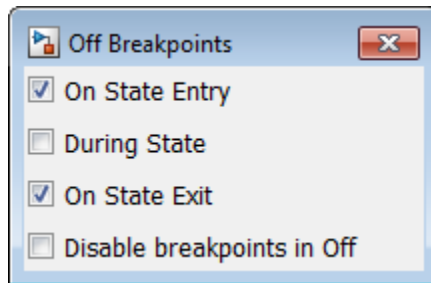 Off Breakpoints
On State Entry
During State
On State Exit
Disable breakpoints in Off